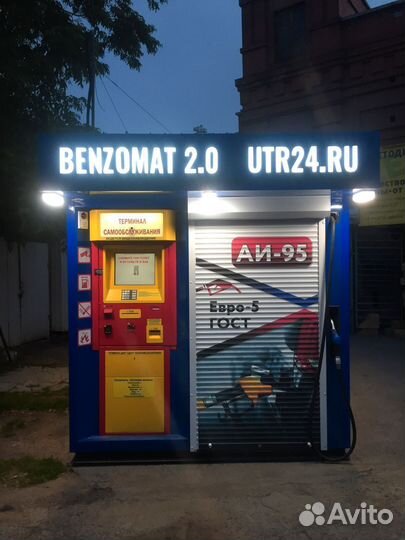 BENZOMAT 2.0 UTR24.RU
ТЕРМИНАЛ
САМООБСЛУЖИВАНИЯ
АИ-95
Евро-5
ГОСТ
Avito